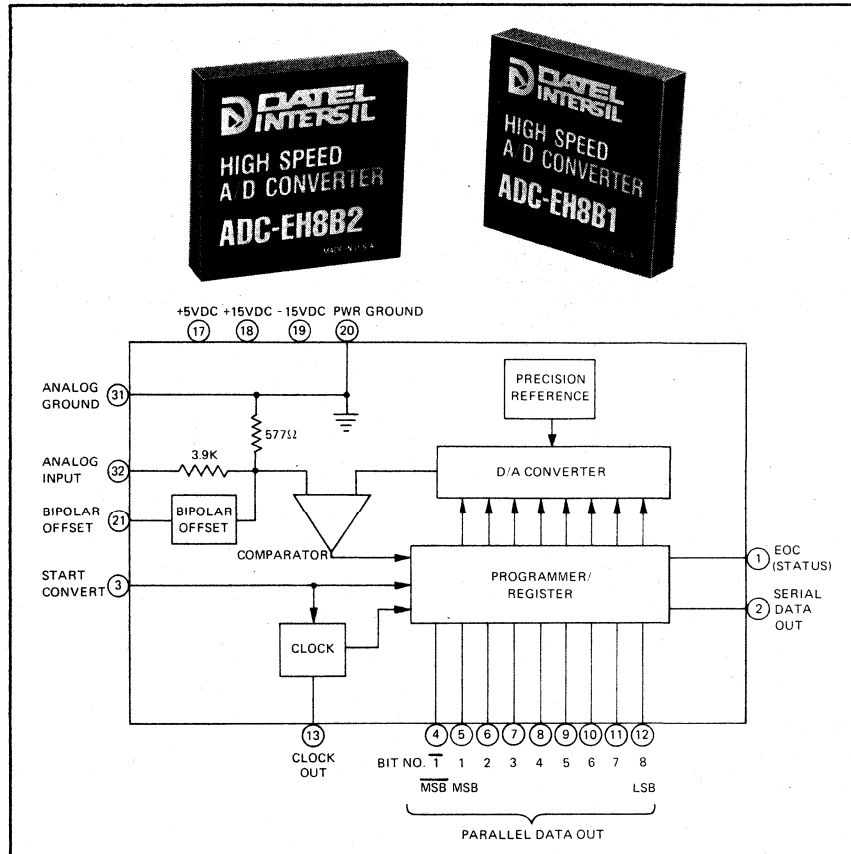 DATEL
INTERSIL
HIGH SPEED
A/D CONVERTER
ADC-EH8B2
MADE IN U.S.A.
DATEL
INTERSIL
HIGH SPEED
A/D CONVERTER
ADC-EH8B1
+5VDC +15VDC -15VDC PWR GROUND
17 18 19 20
ANALOG
GROUND
31
577Ω
PRECISION
REFERENCE
ANALOG
INPUT
32
3.9K
D/A CONVERTER
BIPOLAR
OFFSET
21
BIPOLAR
OFFSET
COMPARATOR
START
CONVERT
3
PROGRAMMER/
REGISTER
1
EOC
(STATUS)
2
SERIAL
DATA
OUT
CLOCK
13
CLOCK
OUT
4 5 6 7 8 9 10 11 12
BIT NO. 1̅ 1 2 3 4 5 6 7 8
M̅S̅B̅ MSB LSB
PARALLEL DATA OUT